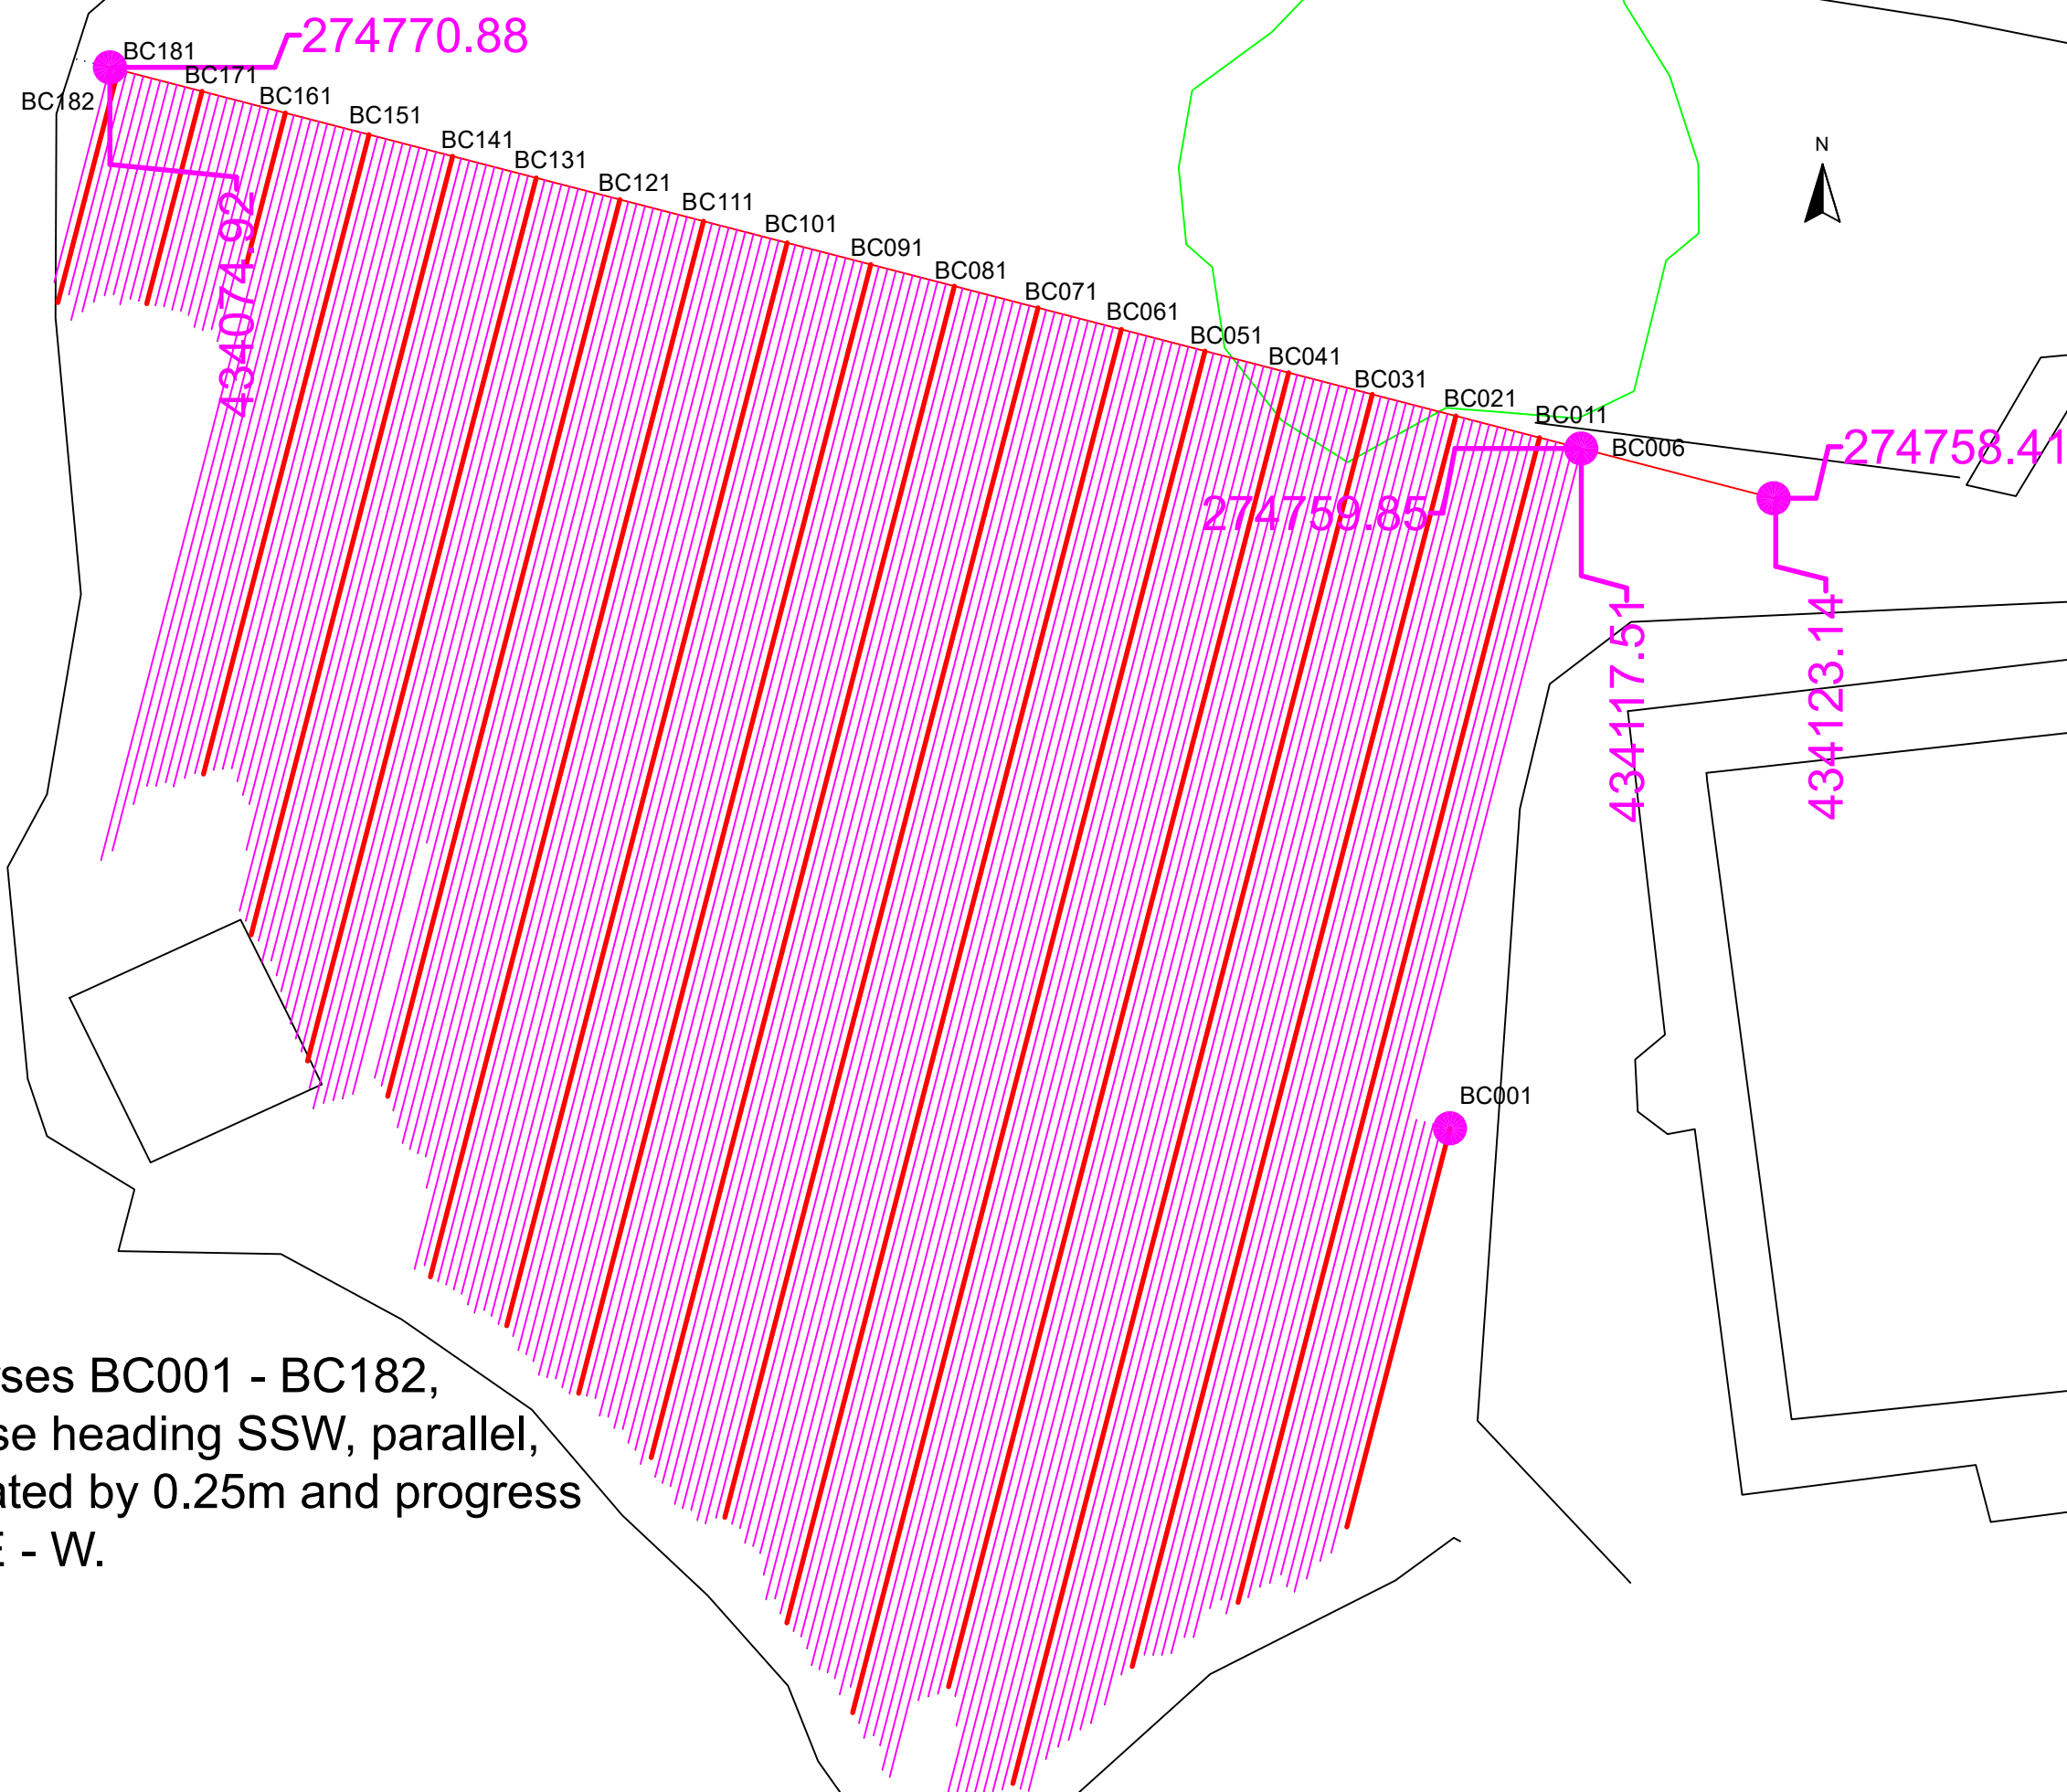 274770.88
BC181
BC171
BC182
BC161
BC151
BC141
BC131
BC121
BC111
BC101
BC091
BC081
BC071
BC061
BC051
BC041
BC031
BC021
BC011
BC006
N
434074.92
274758.41
274759.85
434117.51
434123.14
BC001
ses BC001 - BC182,
se heading SSW, parallel,
ated by 0.25m and progress
E - W.